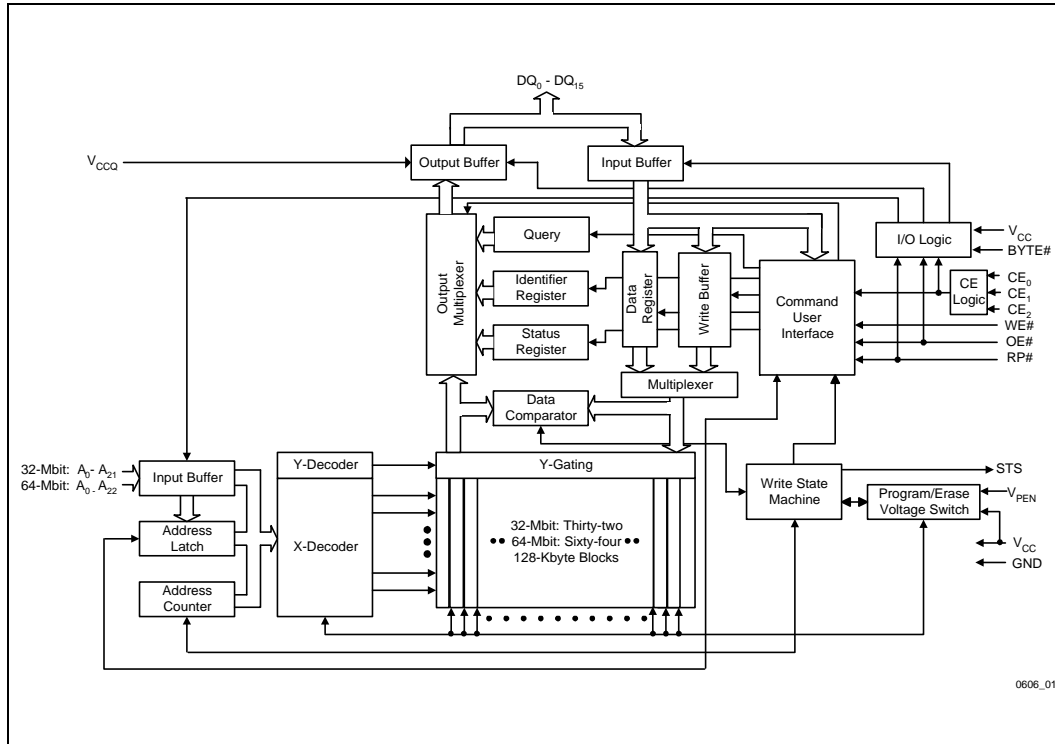 DQ0 - DQ15
Output Buffer
Input Buffer
VCCQ
Output
Multiplexer
Query
Identifier
Register
Status
Register
Data
Register
Write Buffer
Command
User
Interface
I/O Logic
VCC
BYTE#
CE
Logic
CE0
CE1
CE2
WE#
OE#
RP#
Multiplexer
Data
Comparator
32-Mbit: A0 - A21
64-Mbit: A0 - A22
Input Buffer
Y-Decoder
Y-Gating
Write State
Machine
STS
Program/Erase
Voltage Switch
VPEN
Address
Latch
X-Decoder
32-Mbit: Thirty-two
64-Mbit: Sixty-four
128-Kbyte Blocks
VCC
GND
Address
Counter
0606_01